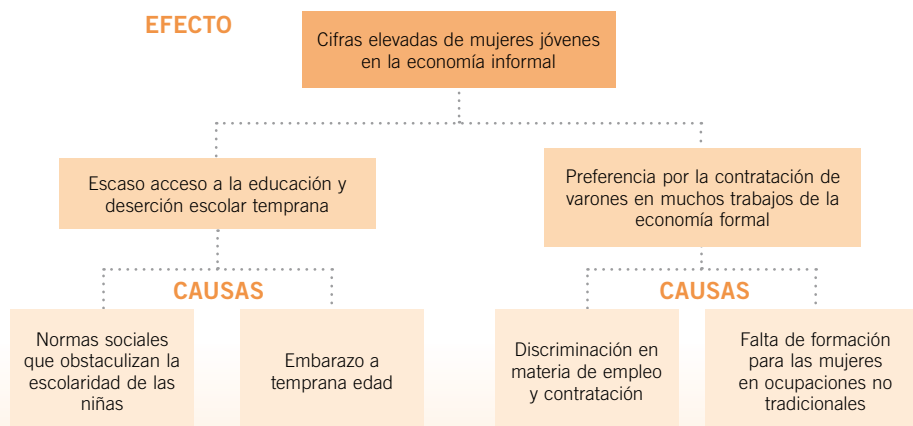 EFECTO
Cifras elevadas de mujeres jóvenes
en la economía informal
Escaso acceso a la educación y
deserción escolar temprana
Preferencia por la contratación de
varones en muchos trabajos de la
economía formal
CAUSAS
CAUSAS
Normas sociales
que obstaculizan la
escolaridad de las
niñas
Embarazo a
temprana edad
Discriminación en
materia de empleo
y contratación
Falta de formación
para las mujeres
en ocupaciones no
tradicionales